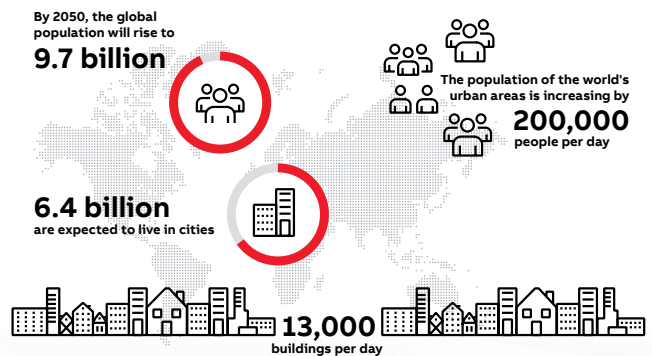 By 2050, the global
population will rise to
9.7 billion
The population of the world's
urban areas is increasing by
200,000
people per day
6.4 billion
are expected to live in cities
13,000
buildings per day